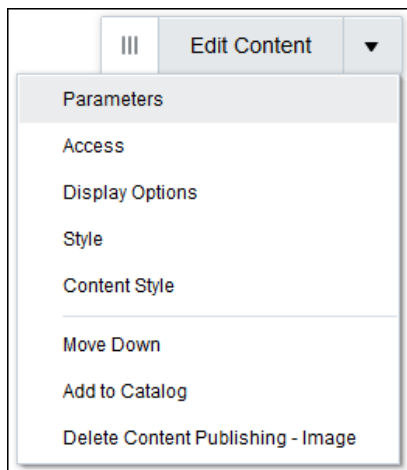 Edit Content
Parameters
Access
Display Options
Style
Content Style
Move Down
Add to Catalog
Delete Content Publishing - Image